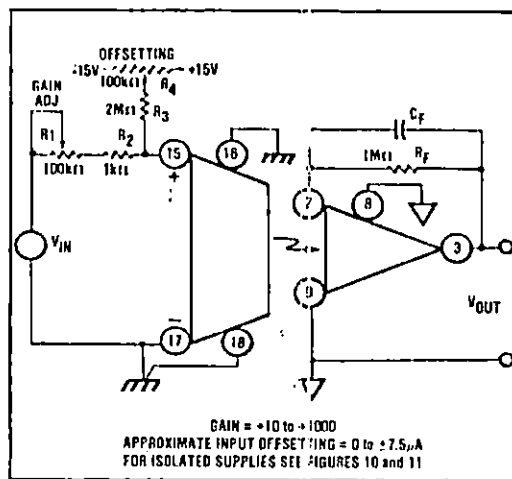 OFFSETTING
-15V +15V
100kΩ R4
GAIN
ADJ
2MΩ R3
R1 R2
100kΩ 1kΩ
15
16
+
VIN
−
17
18
CF
1MΩ RF
7
8
3
9
VOUT
GAIN = +10 to +1000
APPROXIMATE INPUT OFFSETTING = 0 to ±7.5μA
FOR ISOLATED SUPPLIES SEE FIGURES 10 and 11